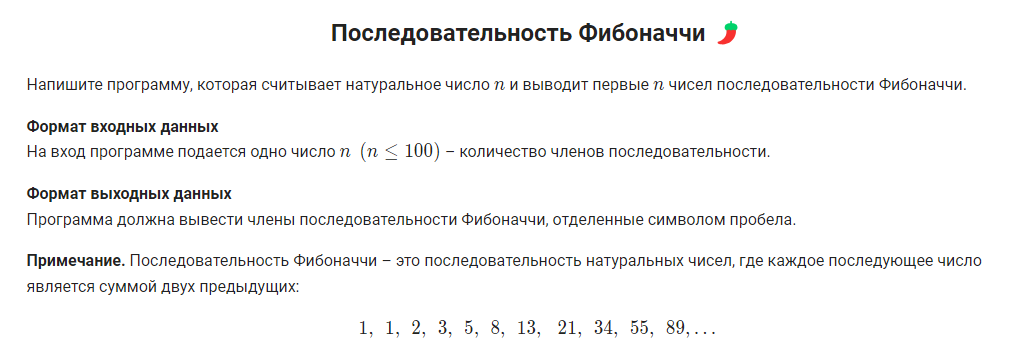 Последовательность Фибоначчи 🌶️
Напишите программу, которая считывает натуральное число n и выводит первые n чисел последовательности Фибоначчи.
Формат входных данных
На вход программе подается одно число n (n ≤ 100) – количество членов последовательности.
Формат выходных данных
Программа должна вывести члены последовательности Фибоначчи, отделенные символом пробела.
Примечание. Последовательность Фибоначчи – это последовательность натуральных чисел, где каждое последующее число
является суммой двух предыдущих:
1, 1, 2, 3, 5, 8, 13, 21, 34, 55, 89, …